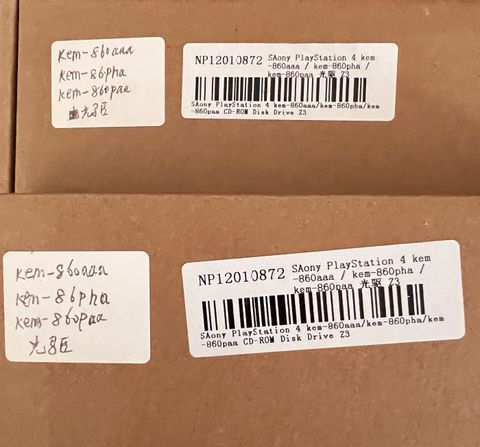 kem-860aaa
kem-86pha
kem-860paa
光驱
NP12010872 SAony PlayStation 4 kem
-860aaa / kem-860pha /
kem-860paa 光驱 Z3
SAony PlayStation 4 kem-860aaa/kem-860pha/kem
-860paa CD-ROM Disk Drive Z3
kem-860aaa
kem-86pha
kem-860paa
光驱
NP12010872 SAony PlayStation 4 kem
-860aaa / kem-860pha /
kem-860paa 光驱 Z3
SAony PlayStation 4 kem-860aaa/kem-860pha/kem
-860paa CD-ROM Disk Drive Z3